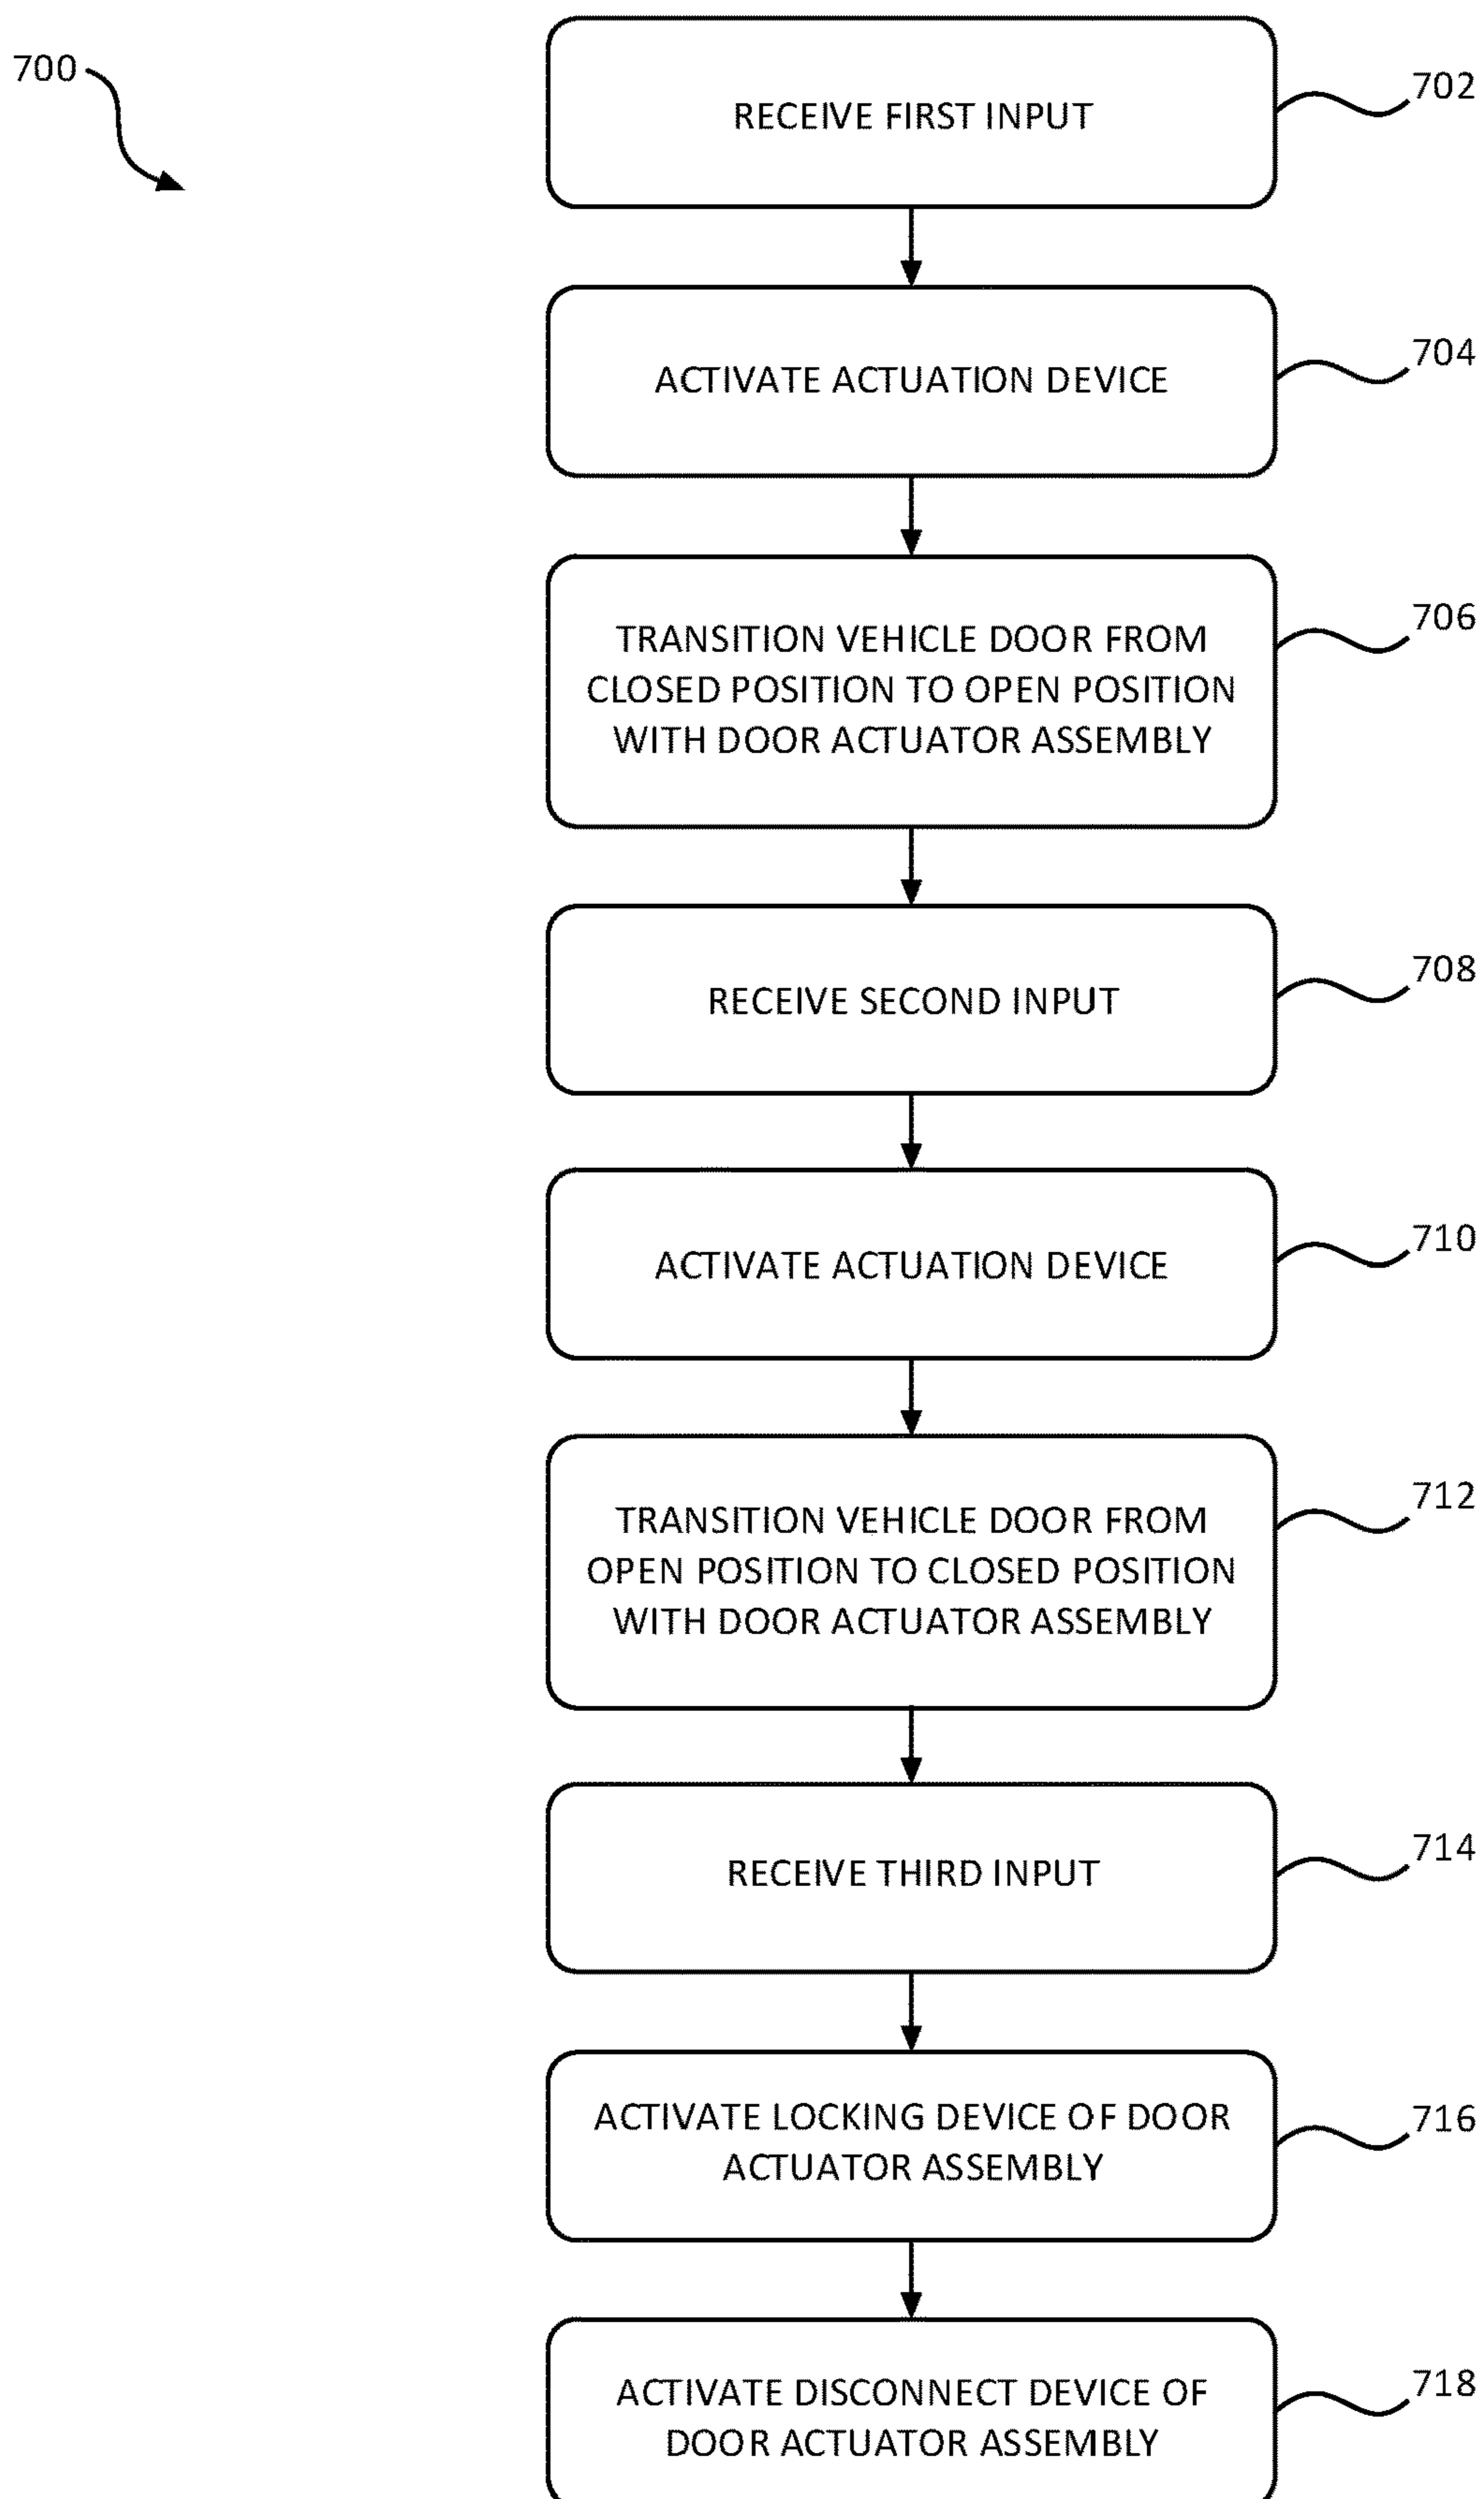 700
RECEIVE FIRST INPUT
702
ACTIVATE ACTUATION DEVICE
704
TRANSITION VEHICLE DOOR FROM
CLOSED POSITION TO OPEN POSITION
WITH DOOR ACTUATOR ASSEMBLY
706
RECEIVE SECOND INPUT
708
ACTIVATE ACTUATION DEVICE
710
TRANSITION VEHICLE DOOR FROM
OPEN POSITION TO CLOSED POSITION
WITH DOOR ACTUATOR ASSEMBLY
712
RECEIVE THIRD INPUT
714
ACTIVATE LOCKING DEVICE OF DOOR
ACTUATOR ASSEMBLY
716
ACTIVATE DISCONNECT DEVICE OF
DOOR ACTUATOR ASSEMBLY
718